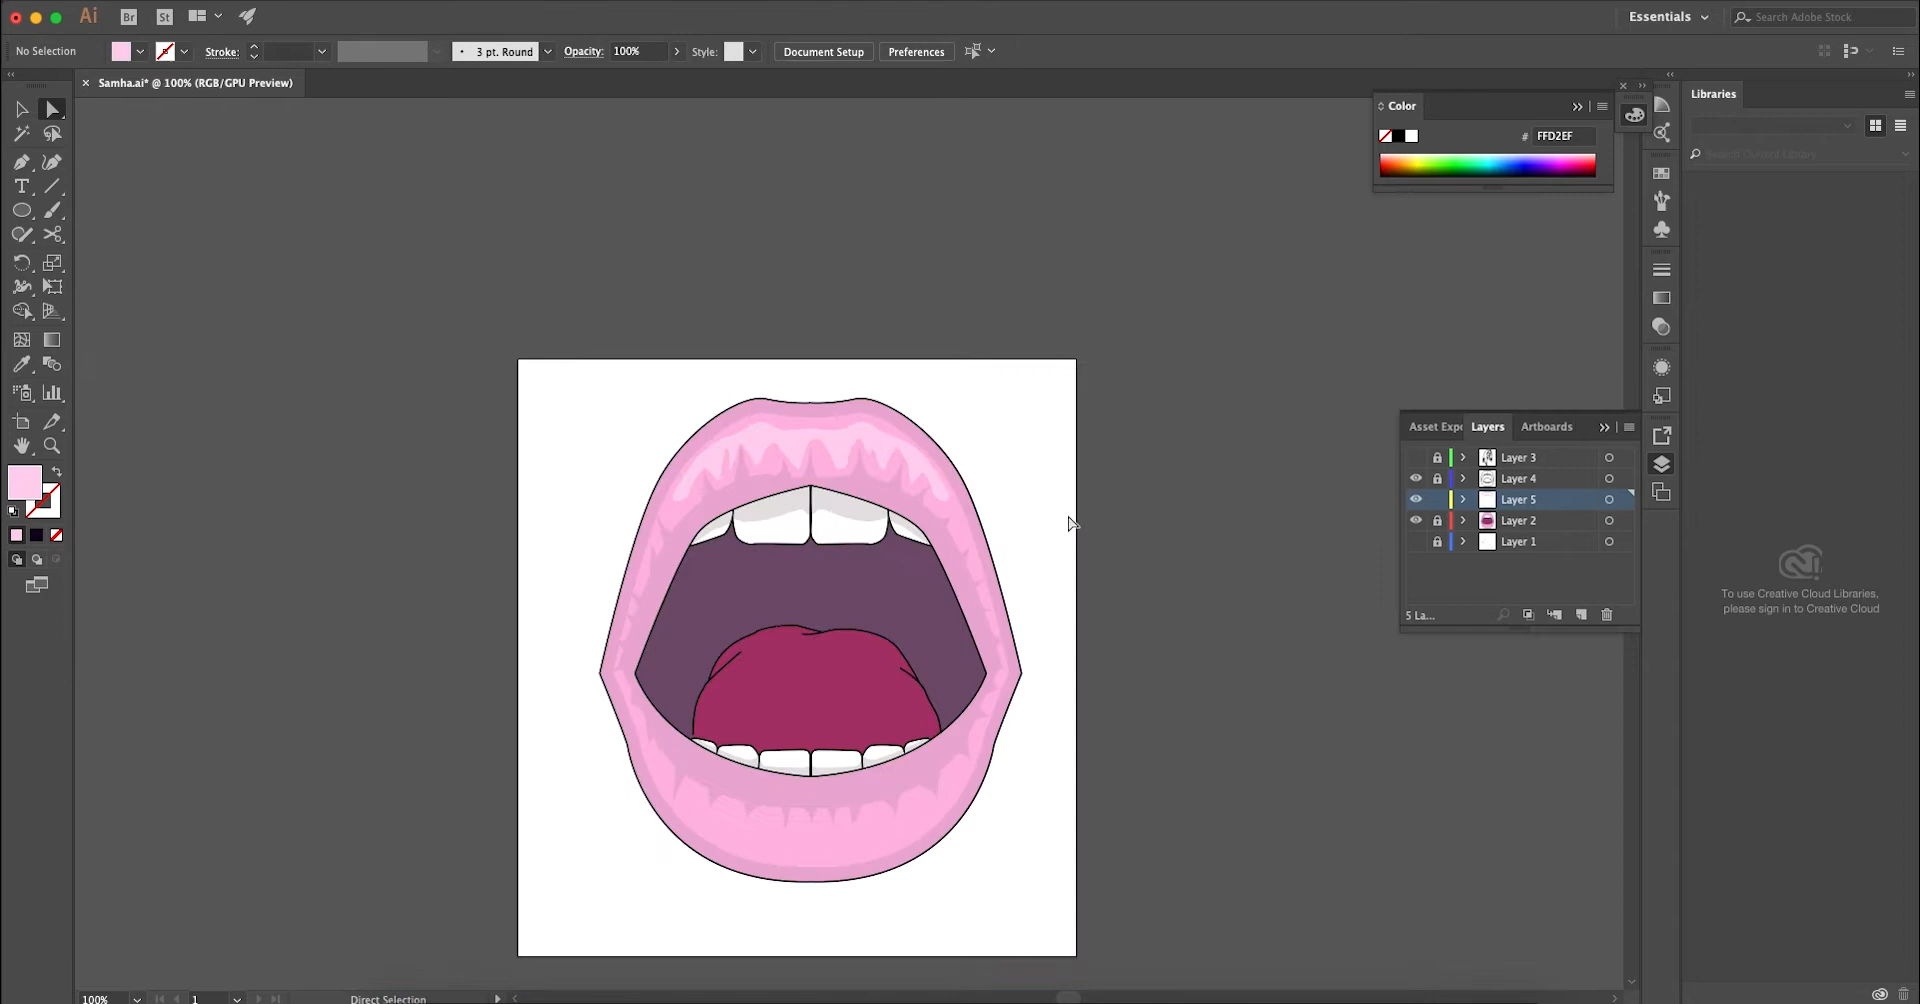 Ai Br St Essentials Search Adobe Stock
No Selection Stroke: 3 pt. Round Opacity: 100% Style: Document Setup Preferences
× Samha.ai* @ 100% (RGB/GPU Preview)
Libraries
Color
# FFD2EF
Asset Expo Layers Artboards
Layer 3
Layer 4
Layer 5
Layer 2
Layer 1
5 La...
To use Creative Cloud Libraries,
please sign in to Creative Cloud
100% 1 Direct Selection